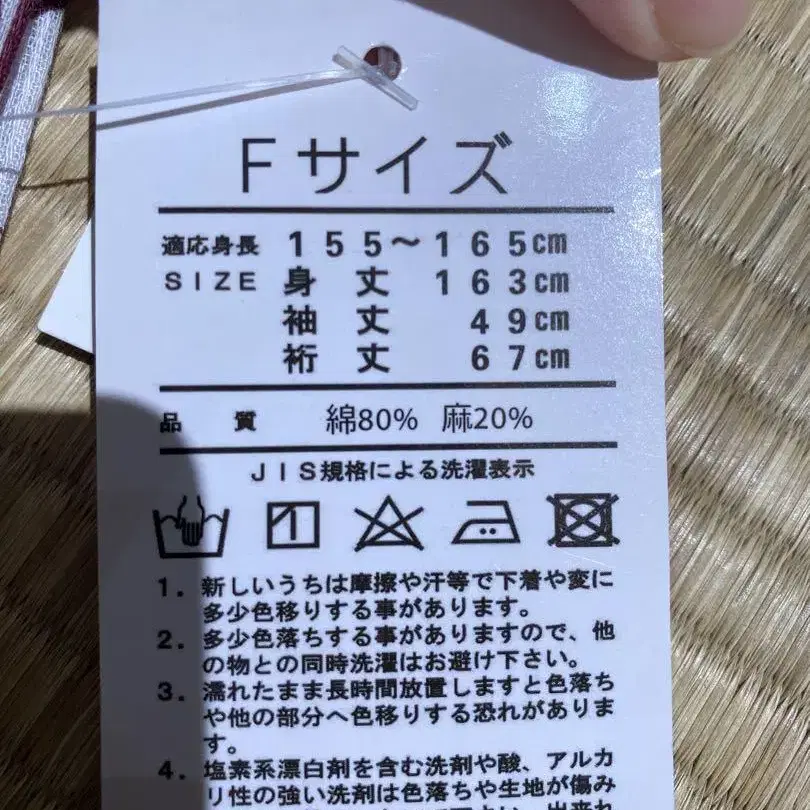 Fサイズ
適応身長 155〜165cm
SIZE 身丈 163cm
袖丈 49cm
裄丈 67cm
品質 綿80% 麻20%
JIS規格による洗濯表示
1. 新しいうちは摩擦や汗等で下着や変に
多少色移りする事があります。
2. 多少色落ちする事がありますので、他
の物との同時洗濯はお避け下さい。
3. 濡れたまま長時間放置しますと色落ち
や他の部分へ色移りする恐れがありま
す。
4. 塩素系漂白剤を含む洗剤や酸、アルカ
リ性の強い洗剤は色落ちや生地が傷み